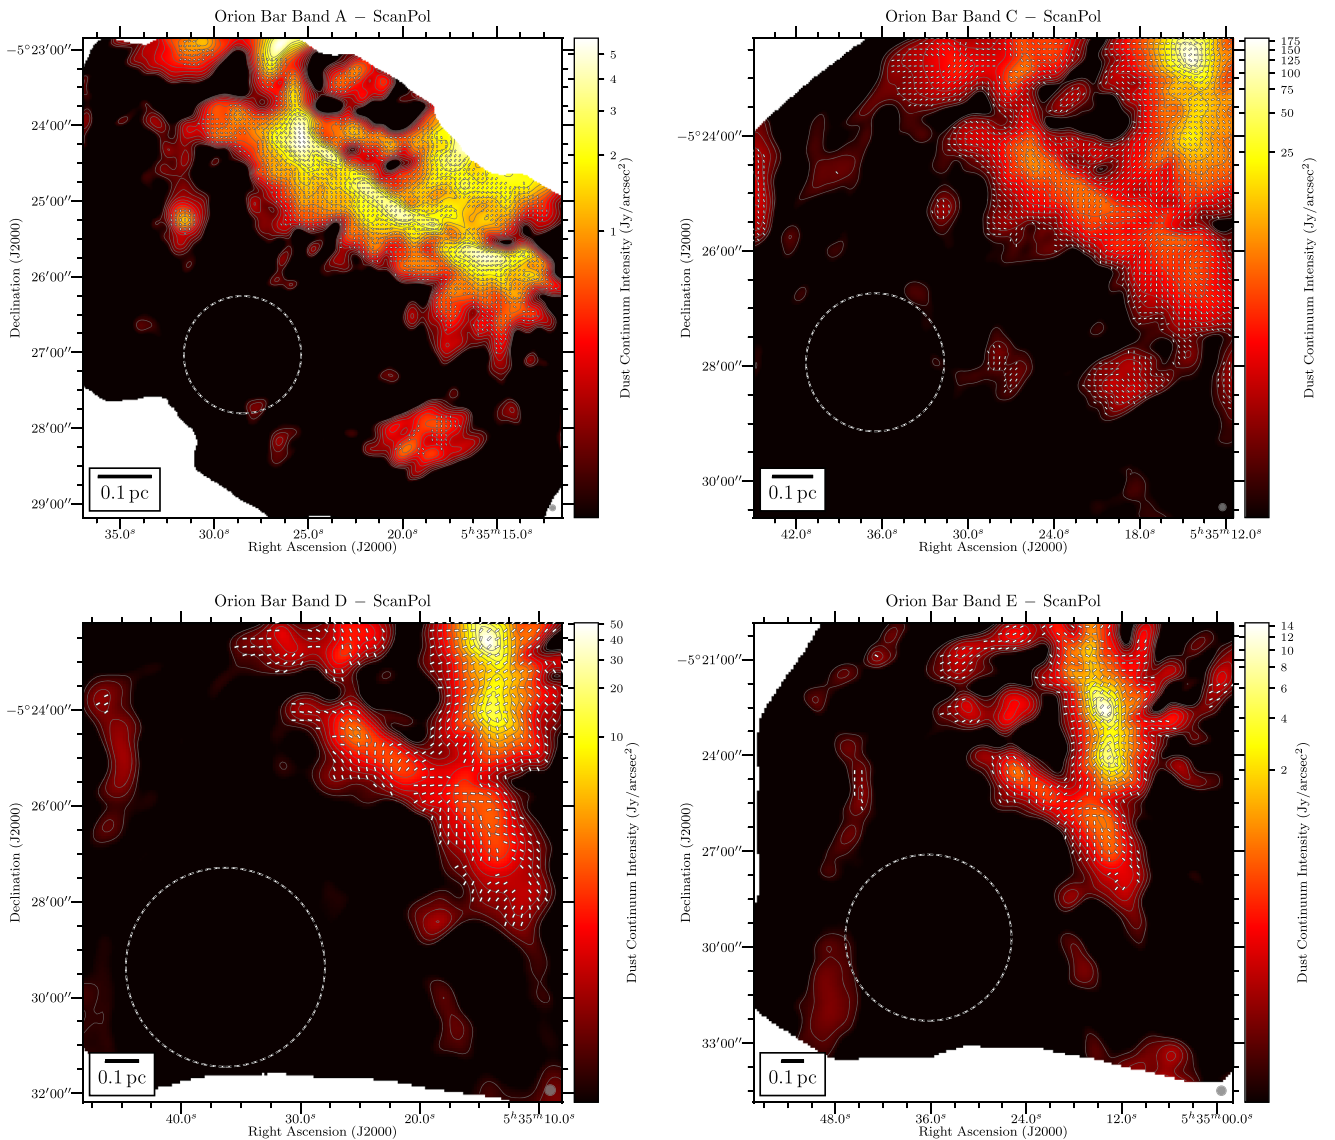 Orion Bar Band A − ScanPol
−5°23′00″
24′00″
25′00″
26′00″
27′00″
28′00″
29′00″
Declination (J2000)
0.1 pc
35.0ˢ 30.0ˢ 25.0ˢ 20.0ˢ 5ʰ35ᵐ15.0ˢ
Right Ascension (J2000)
5
4
3
2
1
Dust Continuum Intensity (Jy/arcsec²)
Orion Bar Band C − ScanPol
−5°24′00″
26′00″
28′00″
30′00″
Declination (J2000)
0.1 pc
42.0ˢ 36.0ˢ 30.0ˢ 24.0ˢ 18.0ˢ 5ʰ35ᵐ12.0ˢ
Right Ascension (J2000)
175
150
125
100
75
50
25
Dust Continuum Intensity (Jy/arcsec²)
Orion Bar Band D − ScanPol
−5°24′00″
26′00″
28′00″
30′00″
32′00″
Declination (J2000)
0.1 pc
40.0ˢ 30.0ˢ 20.0ˢ 5ʰ35ᵐ10.0ˢ
Right Ascension (J2000)
50
40
30
20
10
Dust Continuum Intensity (Jy/arcsec²)
Orion Bar Band E − ScanPol
−5°21′00″
24′00″
27′00″
30′00″
33′00″
Declination (J2000)
0.1 pc
48.0ˢ 36.0ˢ 24.0ˢ 12.0ˢ 5ʰ35ᵐ00.0ˢ
Right Ascension (J2000)
14
12
10
8
6
4
2
Dust Continuum Intensity (Jy/arcsec²)